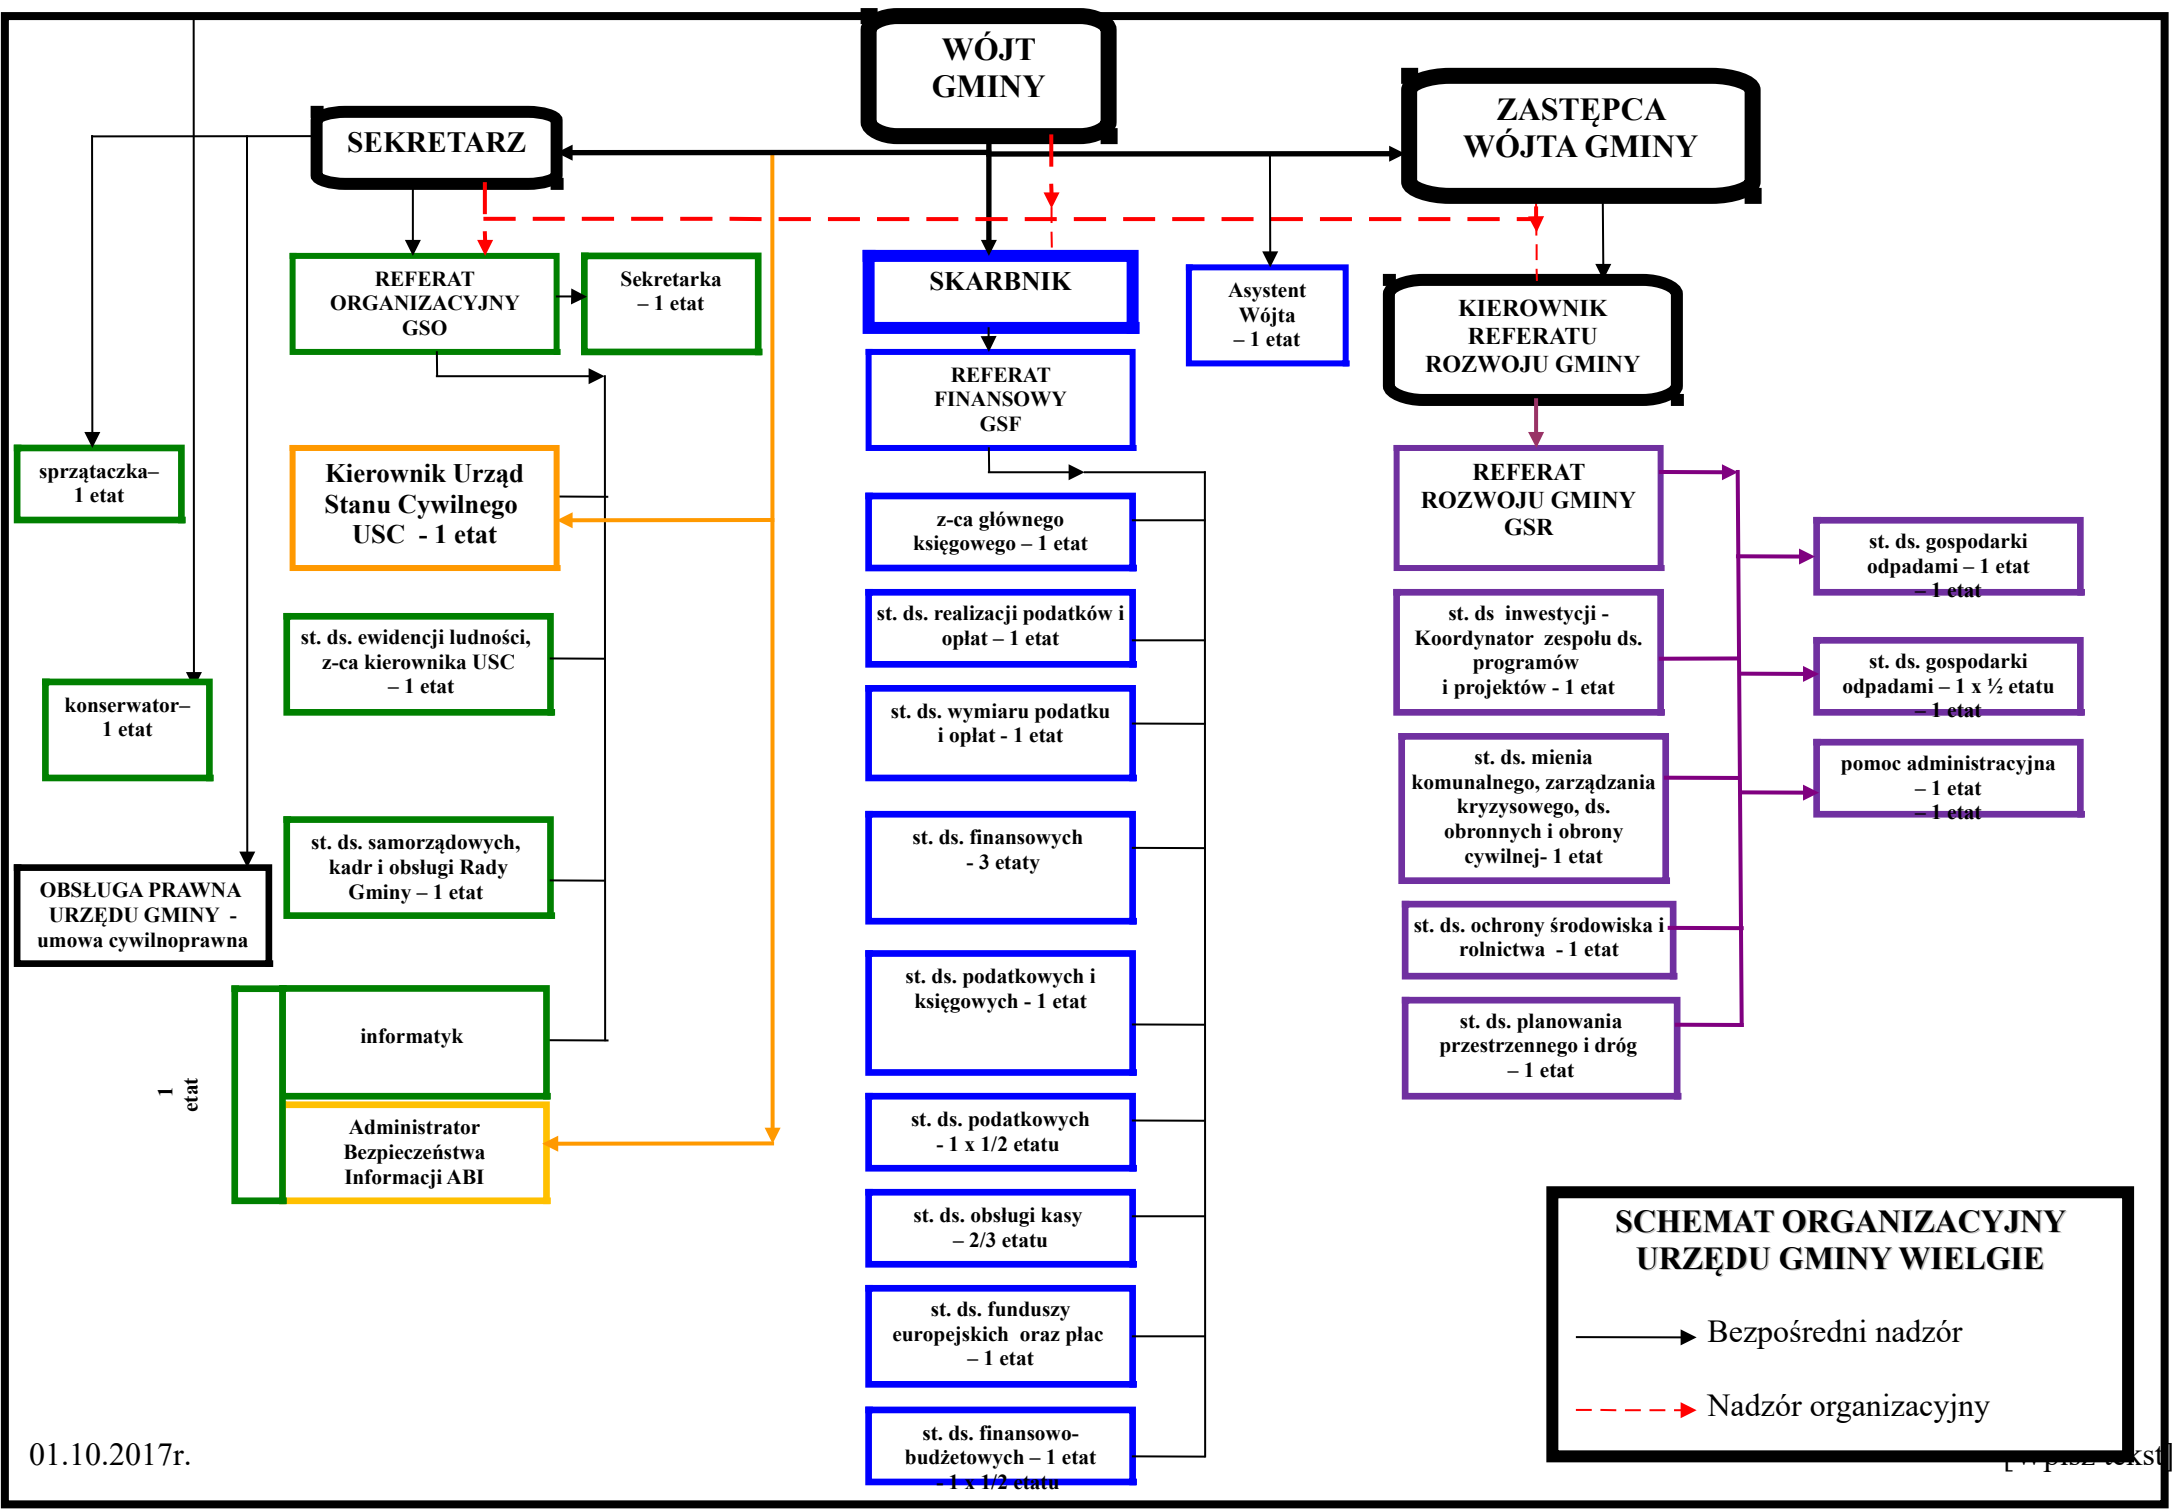 WÓJT
GMINY
ZASTĘPCA
WÓJTA GMINY
SEKRETARZ
REFERAT
ORGANIZACYJNY
GSO
Sekretarka
– 1 etat
SKARBNIK
Asystent
Wójta
– 1 etat
KIEROWNIK
REFERATU
ROZWOJU GMINY
REFERAT
FINANSOWY
GSF
sprzątaczka–
1 etat
Kierownik Urząd
Stanu Cywilnego
USC - 1 etat
REFERAT
ROZWOJU GMINY
GSR
z-ca głównego
księgowego – 1 etat
st. ds. gospodarki
odpadami – 1 etat
– 1 etat
st. ds. ewidencji ludności,
z-ca kierownika USC
– 1 etat
st. ds. realizacji podatków i
opłat – 1 etat
st. ds inwestycji -
Koordynator zespołu ds.
programów
i projektów - 1 etat
st. ds. gospodarki
odpadami – 1 x ½ etatu
– 1 etat
konserwator–
1 etat
st. ds. wymiaru podatku
i opłat - 1 etat
st. ds. mienia
komunalnego, zarządzania
kryzysowego, ds.
obronnych i obrony
cywilnej- 1 etat
pomoc administracyjna
– 1 etat
– 1 etat
st. ds. samorządowych,
kadr i obsługi Rady
Gminy – 1 etat
st. ds. finansowych
- 3 etaty
OBSŁUGA PRAWNA
URZĘDU GMINY -
umowa cywilnoprawna
st. ds. ochrony środowiska i
rolnictwa - 1 etat
st. ds. podatkowych i
księgowych - 1 etat
informatyk
st. ds. planowania
przestrzennego i dróg
– 1 etat
1
etat
Administrator
Bezpieczeństwa
Informacji ABI
st. ds. podatkowych
- 1 x 1/2 etatu
st. ds. obsługi kasy
– 2/3 etatu
st. ds. funduszy
europejskich oraz płac
– 1 etat
st. ds. finansowo-
budżetowych – 1 etat
- 1 x 1/2 etatu
SCHEMAT ORGANIZACYJNY
URZĘDU GMINY WIELGIE
Bezpośredni nadzór
Nadzór organizacyjny
01.10.2017r.
[Wpisz tekst]